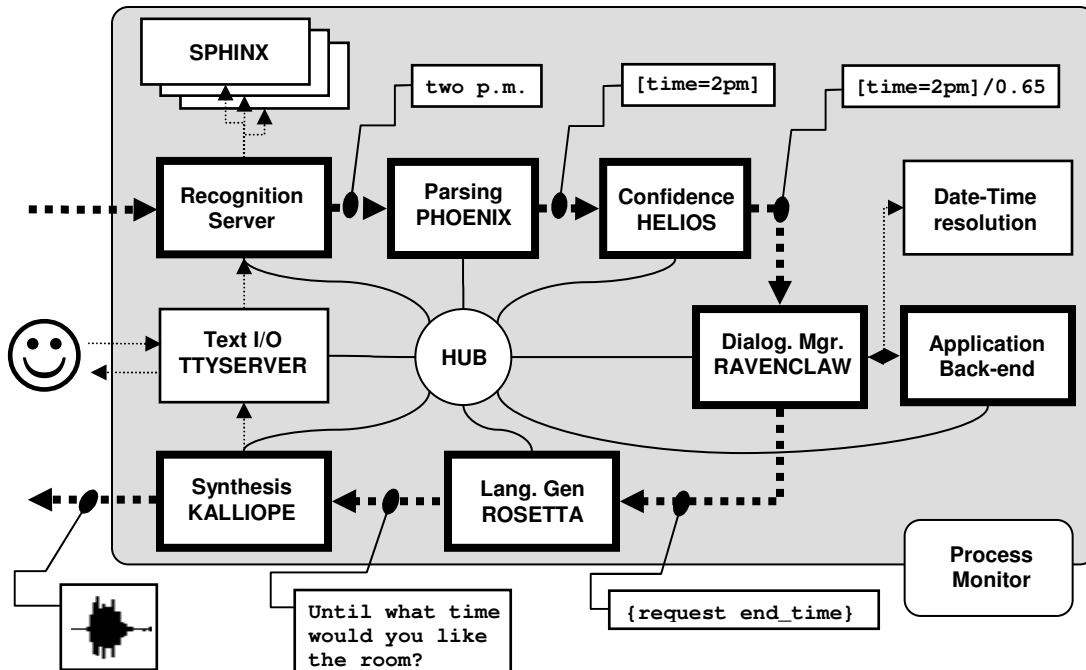 SPHINX
two p.m.
[time=2pm]
[time=2pm]/0.65
Recognition
Server
Parsing
PHOENIX
Confidence
HELIOS
Date-Time
resolution
Text I/O
TTYSERVER
HUB
Dialog. Mgr.
RAVENCLAW
Application
Back-end
Synthesis
KALLIOPE
Lang. Gen
ROSETTA
Process
Monitor
Until what time
would you like
the room?
{request end_time}